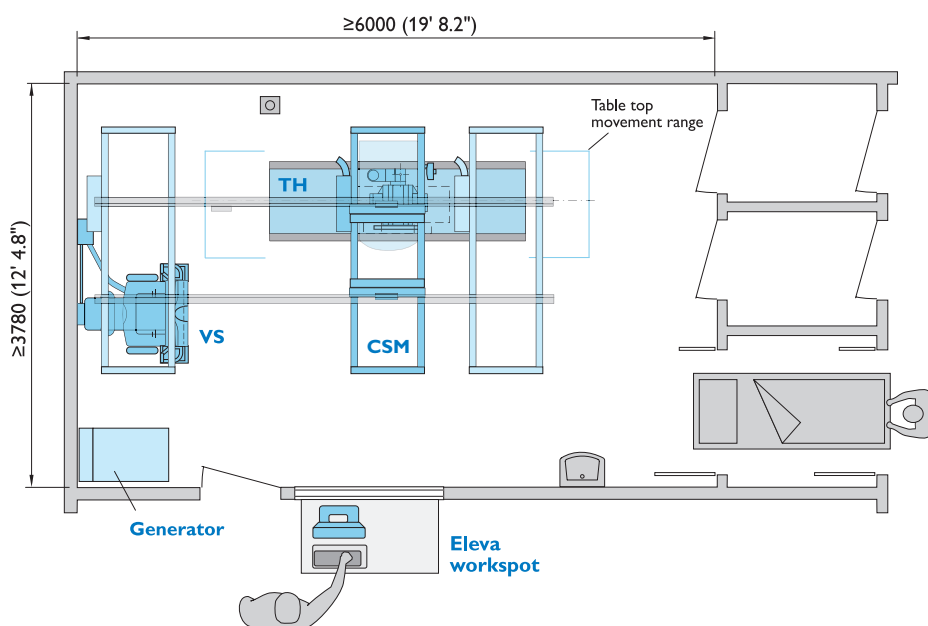 ≥6000 (19' 8.2")
Table top
movement range
TH
≥3780 (12' 4.8")
VS
CSM
Generator
Eleva
workspot